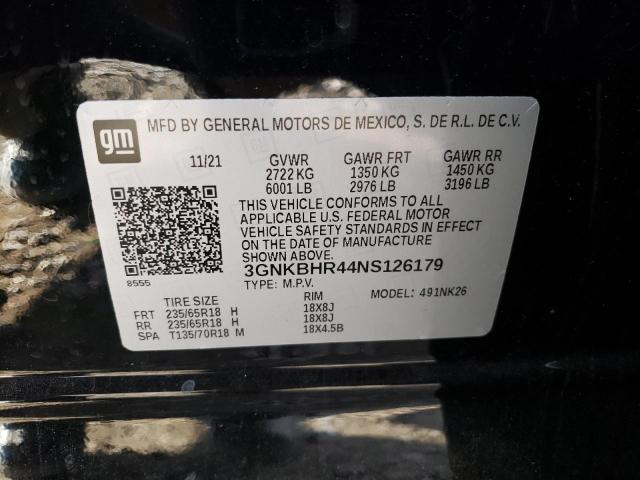 gm MFD BY GENERAL MOTORS DE MEXICO, S. DE R.L. DE C.V.
11/21 GVWR GAWR FRT GAWR RR
2722 KG 1350 KG 1450 KG
6001 LB 2976 LB 3196 LB
THIS VEHICLE CONFORMS TO ALL
APPLICABLE U.S. FEDERAL MOTOR
VEHICLE SAFETY STANDARDS IN EFFECT
ON THE DATE OF MANUFACTURE
SHOWN ABOVE.
3GNKBHR44NS126179
8555 TYPE: M.P.V. MODEL: 491NK26
TIRE SIZE RIM
FRT 235/65R18 H 18X8J
RR 235/65R18 H 18X8J
SPA T135/70R18 M 18X4.5B